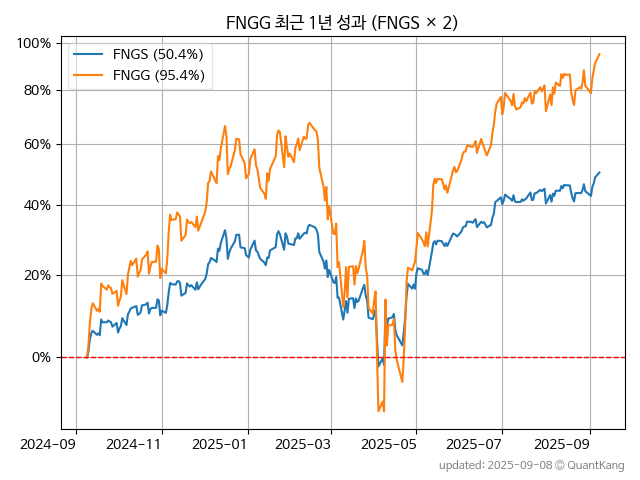 FNGG 최근 1년 성과 (FNGS × 2)
FNGS (50.4%)
FNGG (95.4%)
100%
80%
60%
40%
20%
0%
2024-09 2024-11 2025-01 2025-03 2025-05 2025-07 2025-09
updated: 2025-09-08 © QuantKang